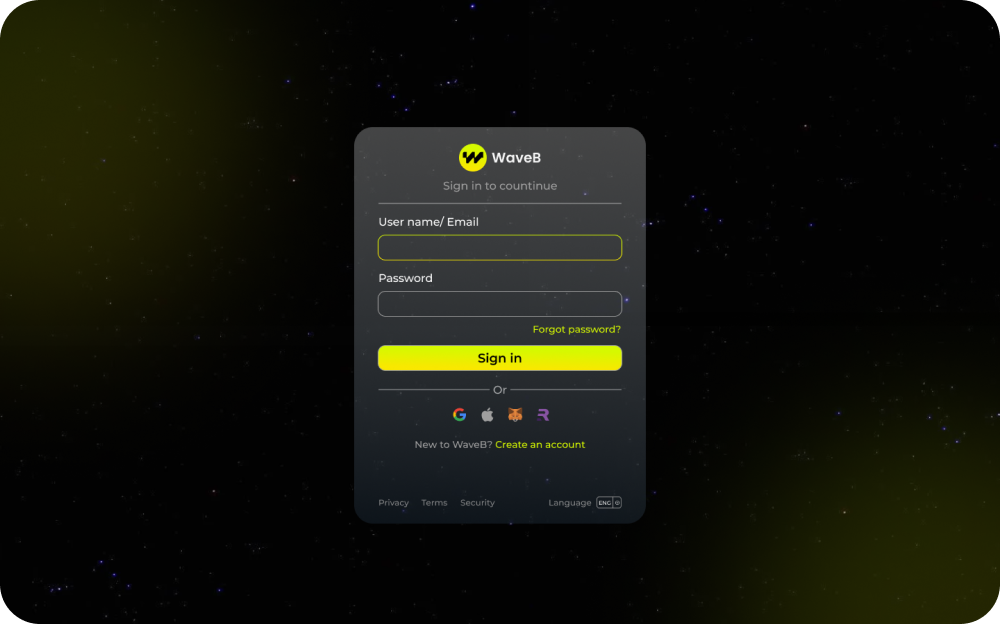 WaveB
Sign in to countinue
User name/ Email
Password
Forgot password?
Sign in
Or
New to WaveB? Create an account
Privacy Terms Security Language ENG